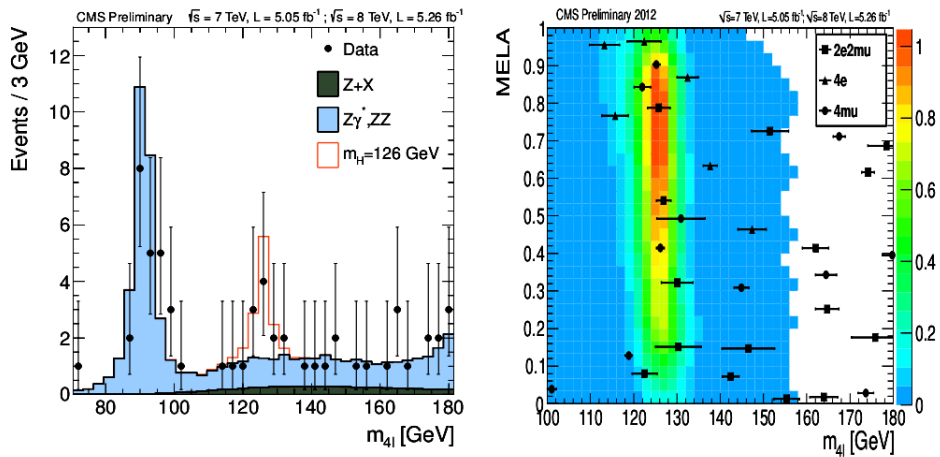 CMS Preliminary √s = 7 TeV, L = 5.05 fb⁻¹ ; √s = 8 TeV, L = 5.26 fb⁻¹
Events / 3 GeV
12
10
8
6
4
2
0
Data
Z+X
Zγ*,ZZ
m_H=126 GeV
80 100 120 140 160 180
m_4l [GeV]
CMS Preliminary 2012 √s=7 TeV, L=5.05 fb⁻¹; √s=8 TeV, L=5.26 fb⁻¹
MELA
1
0.9
0.8
0.7
0.6
0.5
0.4
0.3
0.2
0.1
0
2e2mu
4e
4mu
100 110 120 130 140 150 160 170 180
m_4l [GeV]
1
0.8
0.6
0.4
0.2
0